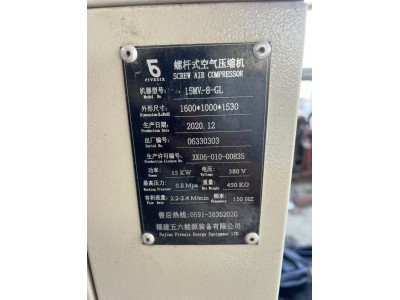 FIVESIX
螺杆式空气压缩机
SCREW AIR COMPRESSOR
机器型号: 15MV-8-GL
Model No
外形尺寸: 1600*1000*1530
Dimension(LxWxH)
生产日期 2020.12
Production Date
出厂编号: 06330303
Serial No
生产许可编号: XK06-010-00835
Production Licence No
功率: 15 KW 电压: 380 V
Power Voltage
最高压力: 0.8 Mpa 重量: 450 KG
Working Pressure Weight
容积流量: 2.2-2.4 M/min 频率: 150 HZ
Flow Rate Frequency
售后热线:0591-38352020
福建五六能源装备有限公司
Fujian Fivesix Energy Equipment LTD